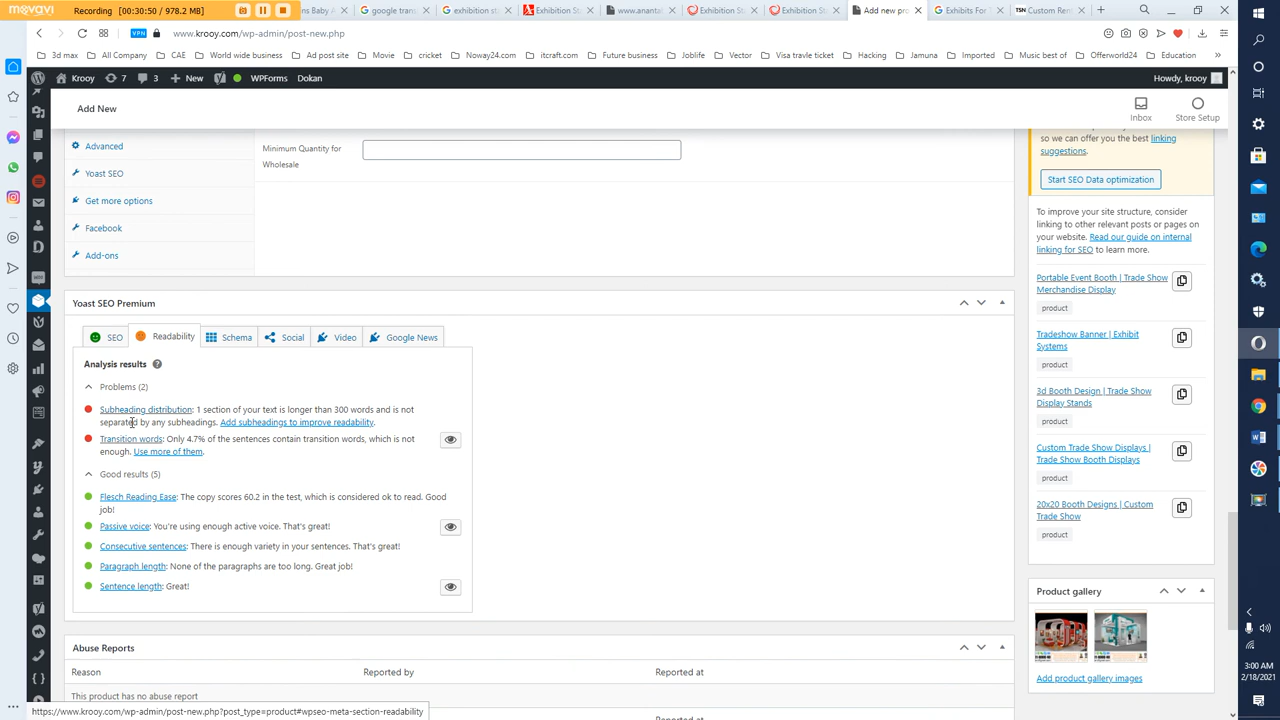 movavi
00:30:50 / 978.2 MB
ns Baby A
google tran
exhibition sta
Exhibition St
www.ananta
Exhibition St
Exhibition St
Add new pro
Exhibits For
TSN Custom Ren
VPN www.krooy.com/wp-admin/post-new.php
3d max Ad post site Movie cricket Noway24.com itcraft.com Future business Joblife Vector Visa travle ticket Hacking Jamuna Imported Music best of Offerworld24 Education
CAE World wide business
Krooy 7 3 New WPForms Dokan Howdy, krooy
Add New
Inbox
Store Setup
Advanced
Yoast SEO
Get more options
Facebook
Add-ons
Minimum Quantity for
Wholesale
so we can offer you the best linking
suggestions.
Start SEO Data optimization
To improve your site structure, consider
linking to other relevant posts or pages on
your website. Read our guide on internal
linking for SEO to learn more.
Portable Event Booth | Trade Show
Merchandise Display
product
Tradeshow Banner | Exhibit
Systems
product
3d Booth Design | Trade Show
Display Stands
product
Custom Trade Show Displays |
Trade Show Booth Displays
product
20x20 Booth Designs | Custom
Trade Show
product
Yoast SEO Premium
SEO Readability Schema Social Video Google News
Analysis results
Problems (2)
Subheading distribution: 1 section of your text is longer than 300 words and is not
separated by any subheadings. Add subheadings to improve readability.
Transition words: Only 4.7% of the sentences contain transition words, which is not
enough. Use more of them.
Good results (5)
Flesch Reading Ease: The copy scores 60.2 in the test, which is considered ok to read. Good
job!
Passive voice: You're using enough active voice. That's great!
Consecutive sentences: There is enough variety in your sentences. That's great!
Paragraph length: None of the paragraphs are too long. Great job!
Sentence length: Great!
Product gallery
Add product gallery images
Abuse Reports
Reason Reported by Reported at
This product has no abuse report
Reported at
https://www.krooy.com/wp-admin/post-new.php?post_type=product#wpseo-meta-section-readability
3:00 AM
2/18/2021